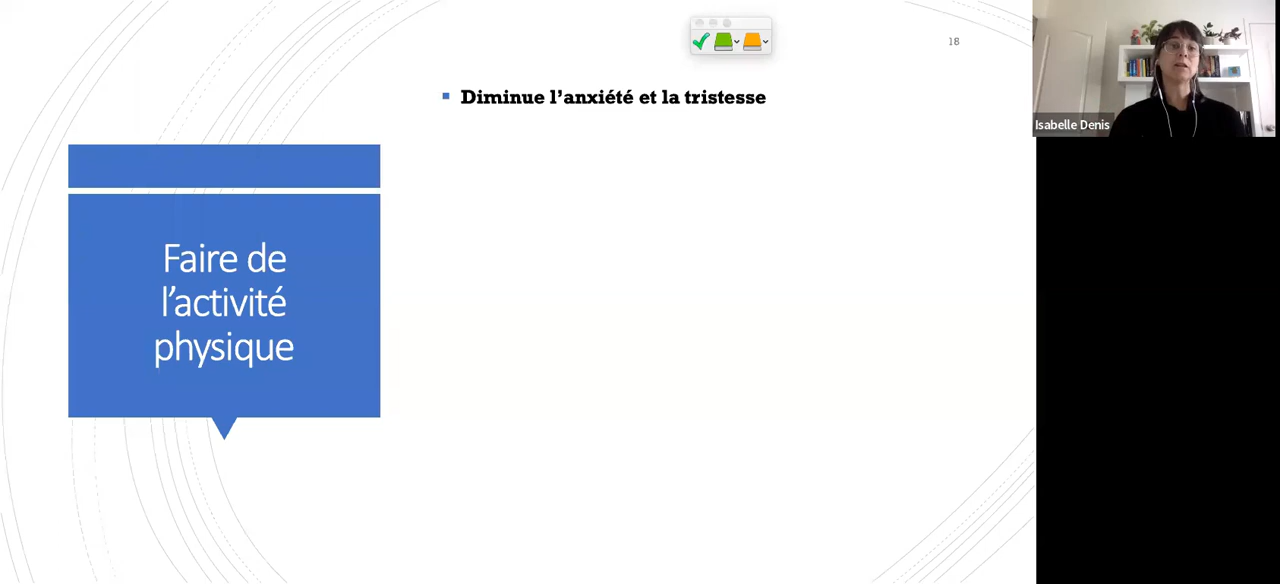 18
Diminue l’anxiété et la tristesse
Faire de
l’activité
physique
Isabelle Denis